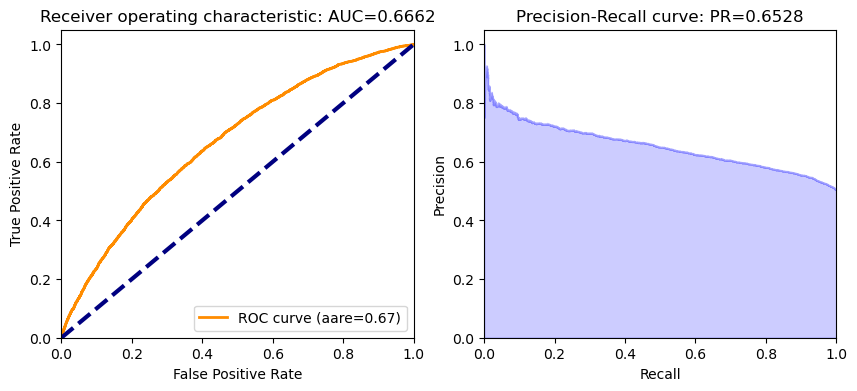 Receiver operating characteristic: AUC=0.6662
True Positive Rate
1.0
0.8
0.6
0.4
0.2
0.0
0.0 0.2 0.4 0.6 0.8 1.0
False Positive Rate
ROC curve (aare=0.67)
Precision-Recall curve: PR=0.6528
Precision
1.0
0.8
0.6
0.4
0.2
0.0
0.0 0.2 0.4 0.6 0.8 1.0
Recall